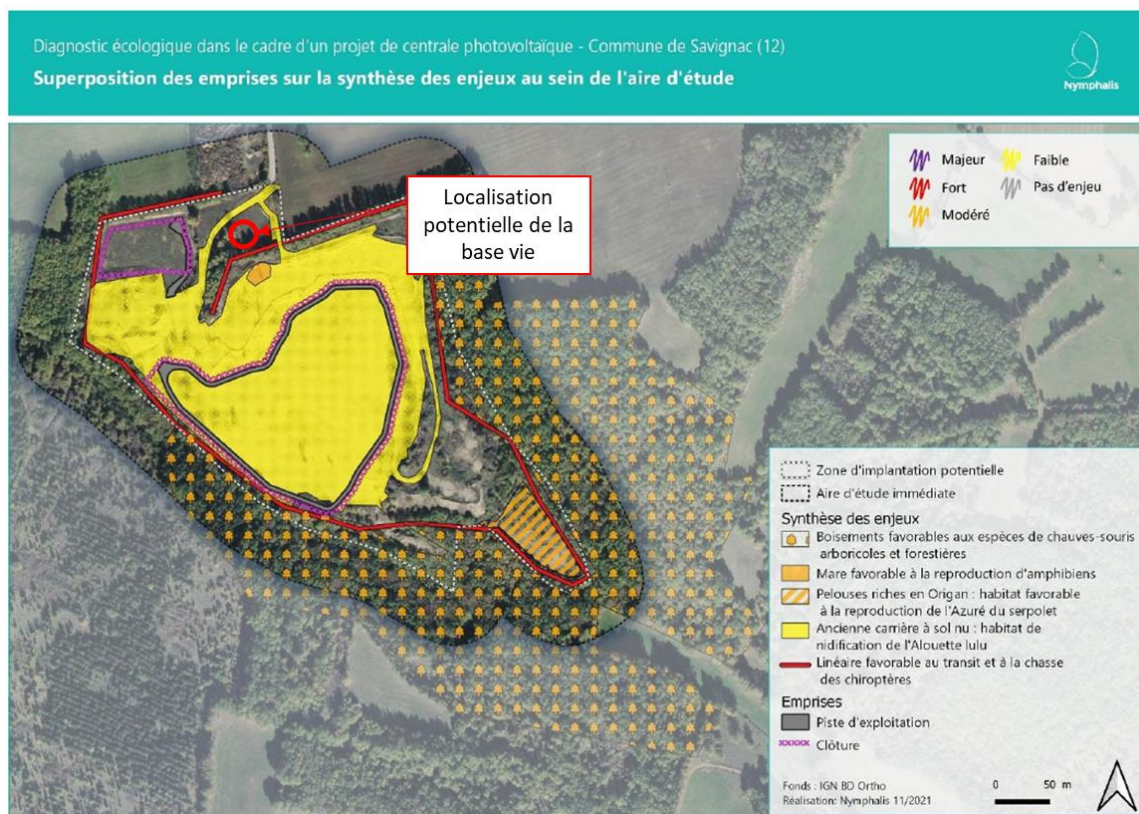 Diagnostic écologique dans le cadre d'un projet de centrale photovoltaïque - Commune de Savignac (12)
Superposition des emprises sur la synthèse des enjeux au sein de l'aire d'étude
Nymphalis
Localisation
potentielle de la
base vie
Majeur
Faible
Fort
Pas d'enjeu
Modéré
Zone d'implantation potentielle
Aire d'étude immédiate
Synthèse des enjeux
Boisements favorables aux espèces de chauves-souris
arboricoles et forestières
Mare favorable à la reproduction d'amphibiens
Pelouses riches en Origan : habitat favorable
à la reproduction de l'Azuré du serpolet
Ancienne carrière à sol nu : habitat de
nidification de l'Alouette lulu
Linéaire favorable au transit et à la chasse
des chiroptères
Emprises
Piste d'exploitation
Clôture
Fonds : IGN BD Ortho
Réalisation: Nymphalis 11/2021
0 50 m